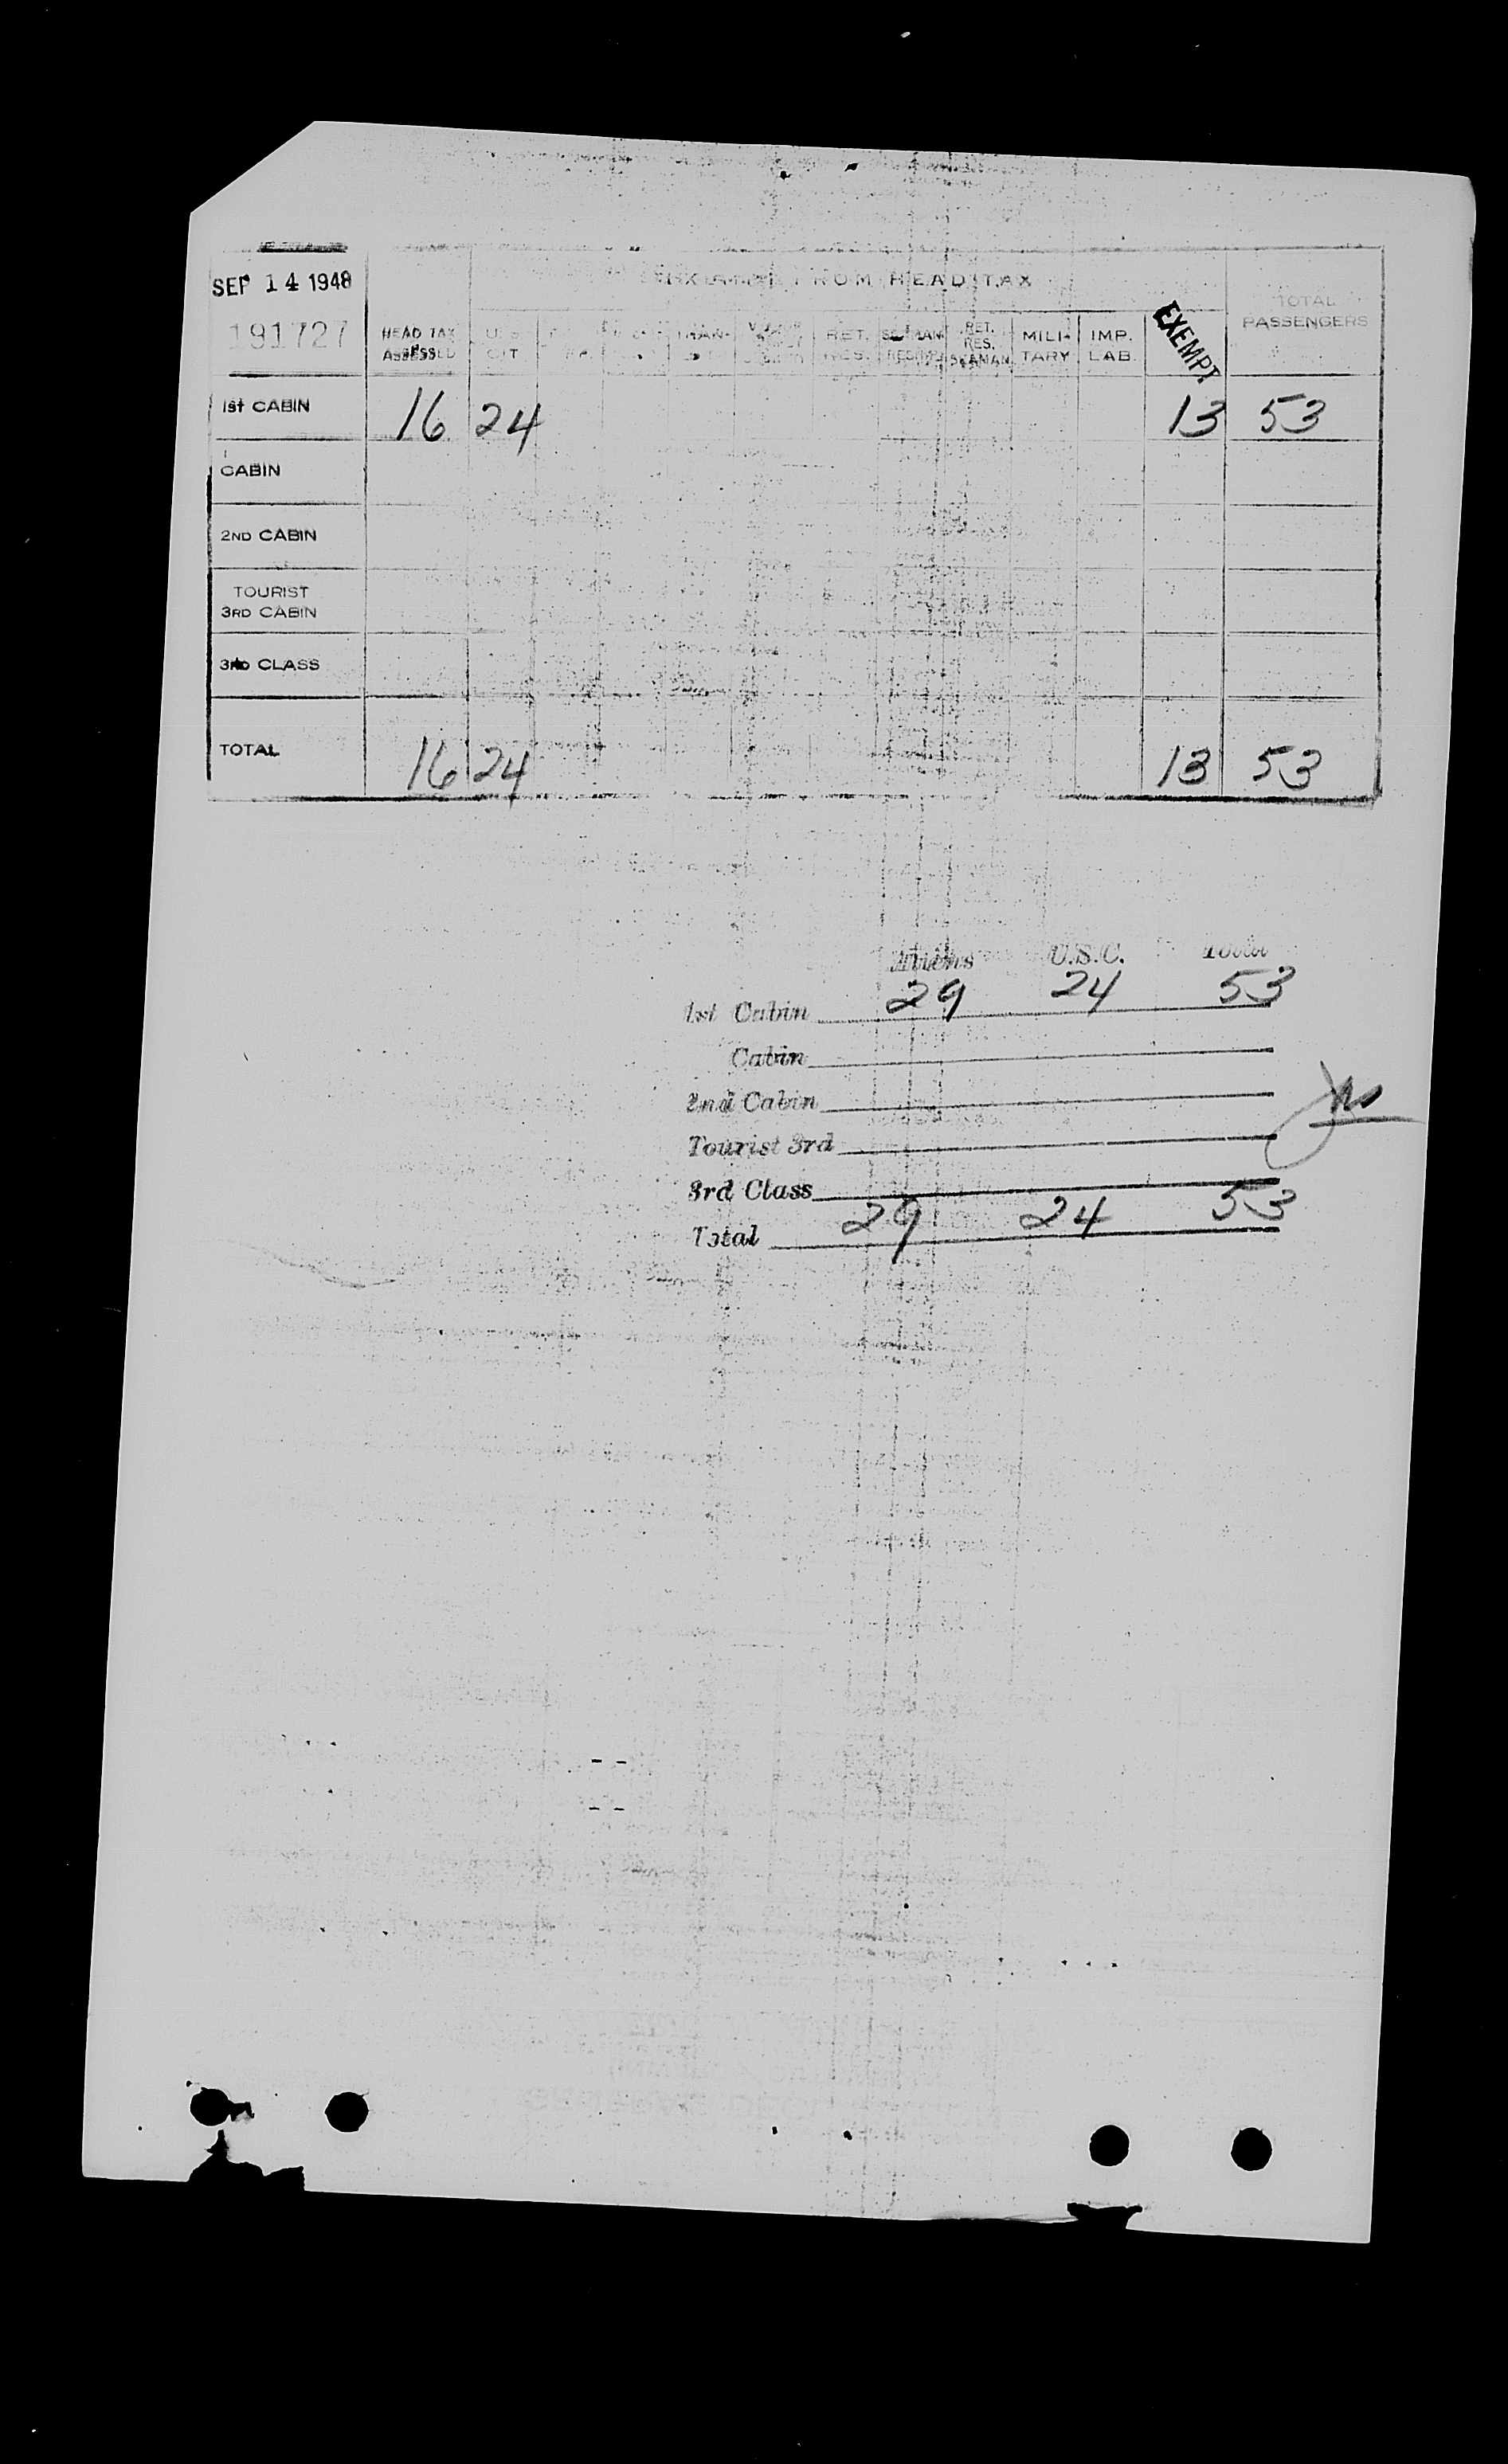 SEP 14 1948
FROM HEAD TAX
TOTAL
PASSENGERS
191727
HEAD TAX
ASSESSED
U.S.
CIT
RET.
RES.
RET.
RES.
SEAMAN
MILI-
TARY
IMP.
LAB.
EXEMPT
1st CABIN 16 24 13 53
CABIN
2ND CABIN
TOURIST
3RD CABIN
3RD CLASS
TOTAL 16 24 13 53
Aliens U.S.C. Total
1st Cabin 29 24 53
Cabin
2nd Cabin
Tourist 3rd
3rd Class
Total 29 24 53